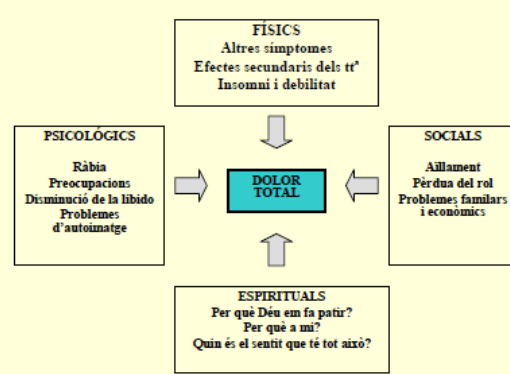 FÍSICS
Altres símptomes
Efectes secundaris dels ttª
Insomni i debilitat
PSICOLÓGICS
Ràbia
Preocupacions
Disminució de la libido
Problemes
d'autoimatge
DOLOR
TOTAL
SOCIALS
Aïllament
Pèrdua del rol
Problemes familars
i econòmics
ESPIRITUALS
Per què Déu em fa patir?
Per què a mi?
Quin és el sentit que té tot això?